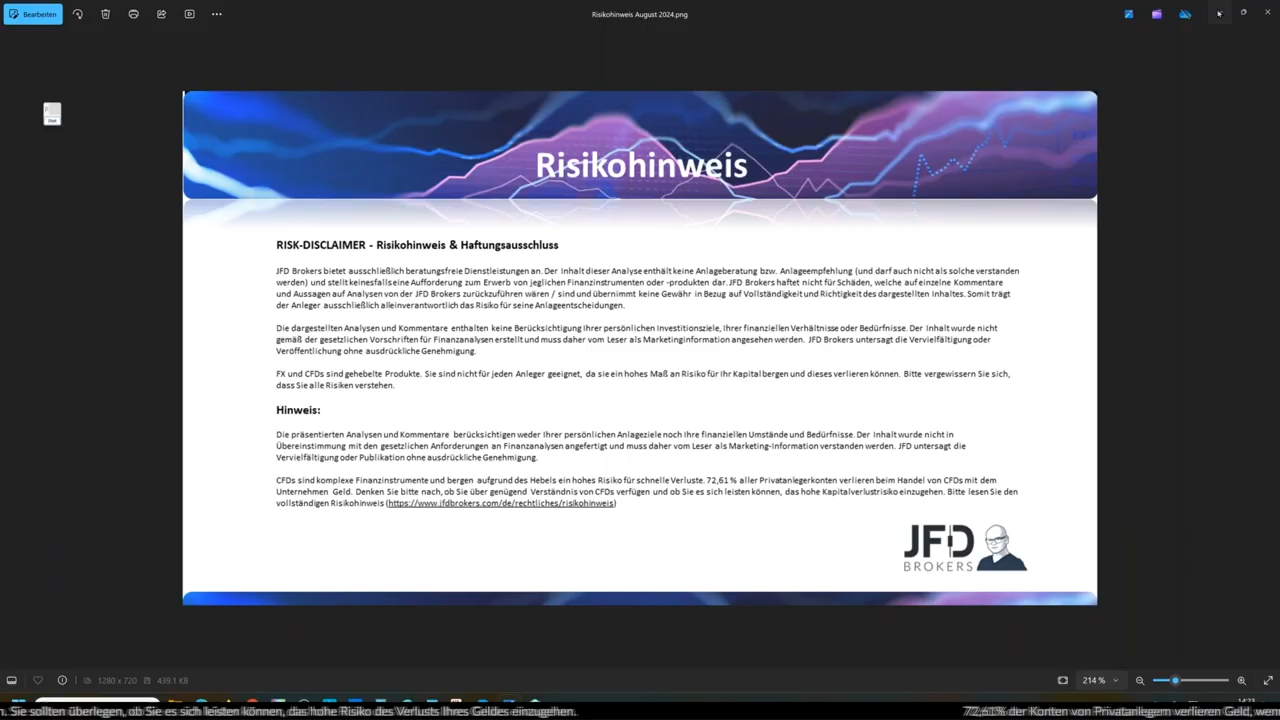 Bearbeiten
Risikohinweis August 2024.png
Risikohinweis
RISK-DISCLAIMER - Risikohinweis & Haftungsausschluss
JFD Brokers bietet ausschließlich beratungsfreie Dienstleistungen an. Der Inhalt dieser Analyse enthält keine Anlageberatung bzw. Anlageempfehlung (und darf auch nicht als solche verstanden
werden) und stellt keinesfalls eine Aufforderung zum Erwerb von jeglichen Finanzinstrumenten oder -produkten dar. JFD Brokers haftet nicht für Schäden, welche auf einzelne Kommentare
und Aussagen auf Analysen von der JFD Brokers zurückzuführen wären / sind und übernimmt keine Gewähr in Bezug auf Vollständigkeit und Richtigkeit des dargestellten Inhaltes. Somit trägt
der Anleger ausschließlich alleinverantwortlich das Risiko für seine Anlageentscheidungen.
Die dargestellten Analysen und Kommentare enthalten keine Berücksichtigung Ihrer persönlichen Investitionsziele, Ihrer finanziellen Verhältnisse oder Bedürfnisse. Der Inhalt wurde nicht
gemäß der gesetzlichen Vorschriften für Finanzanalysen erstellt und muss daher vom Leser als Marketinginformation angesehen werden. JFD Brokers untersagt die Vervielfältigung oder
Veröffentlichung ohne ausdrückliche Genehmigung.
FX und CFDs sind gehebelte Produkte. Sie sind nicht für jeden Anleger geeignet, da sie ein hohes Maß an Risiko für Ihr Kapital bergen und dieses verlieren können. Bitte vergewissern Sie sich,
dass Sie alle Risiken verstehen.
Hinweis:
Die präsentierten Analysen und Kommentare berücksichtigen weder Ihrer persönlichen Anlageziele noch Ihre finanziellen Umstände und Bedürfnisse. Der Inhalt wurde nicht in
Übereinstimmung mit den gesetzlichen Anforderungen an Finanzanalysen angefertigt und muss daher vom Leser als Marketing-Information verstanden werden. JFD untersagt die
Vervielfältigung oder Publikation ohne ausdrückliche Genehmigung.
CFDs sind komplexe Finanzinstrumente und bergen aufgrund des Hebels ein hohes Risiko für schnelle Verluste. 72,61 % aller Privatanlegerkonten verlieren beim Handel von CFDs mit dem
Unternehmen Geld. Denken Sie bitte nach, ob Sie über genügend Verständnis von CFDs verfügen und ob Sie es sich leisten können, das hohe Kapitalverlustrisiko einzugehen. Bitte lesen Sie den
vollständigen Risikohinweis (https://www.jfdbrokers.com/de/rechtliches/risikohinweis)
JFD
BROKERS
1280 x 720 439.1 KB
214 %
n. Sie sollten überlegen, ob Sie es sich leisten können, das hohe Risiko des Verlusts Ihres Geldes einzugehen.
72,61% der Konten von Privatanlegern verlieren Geld, wen